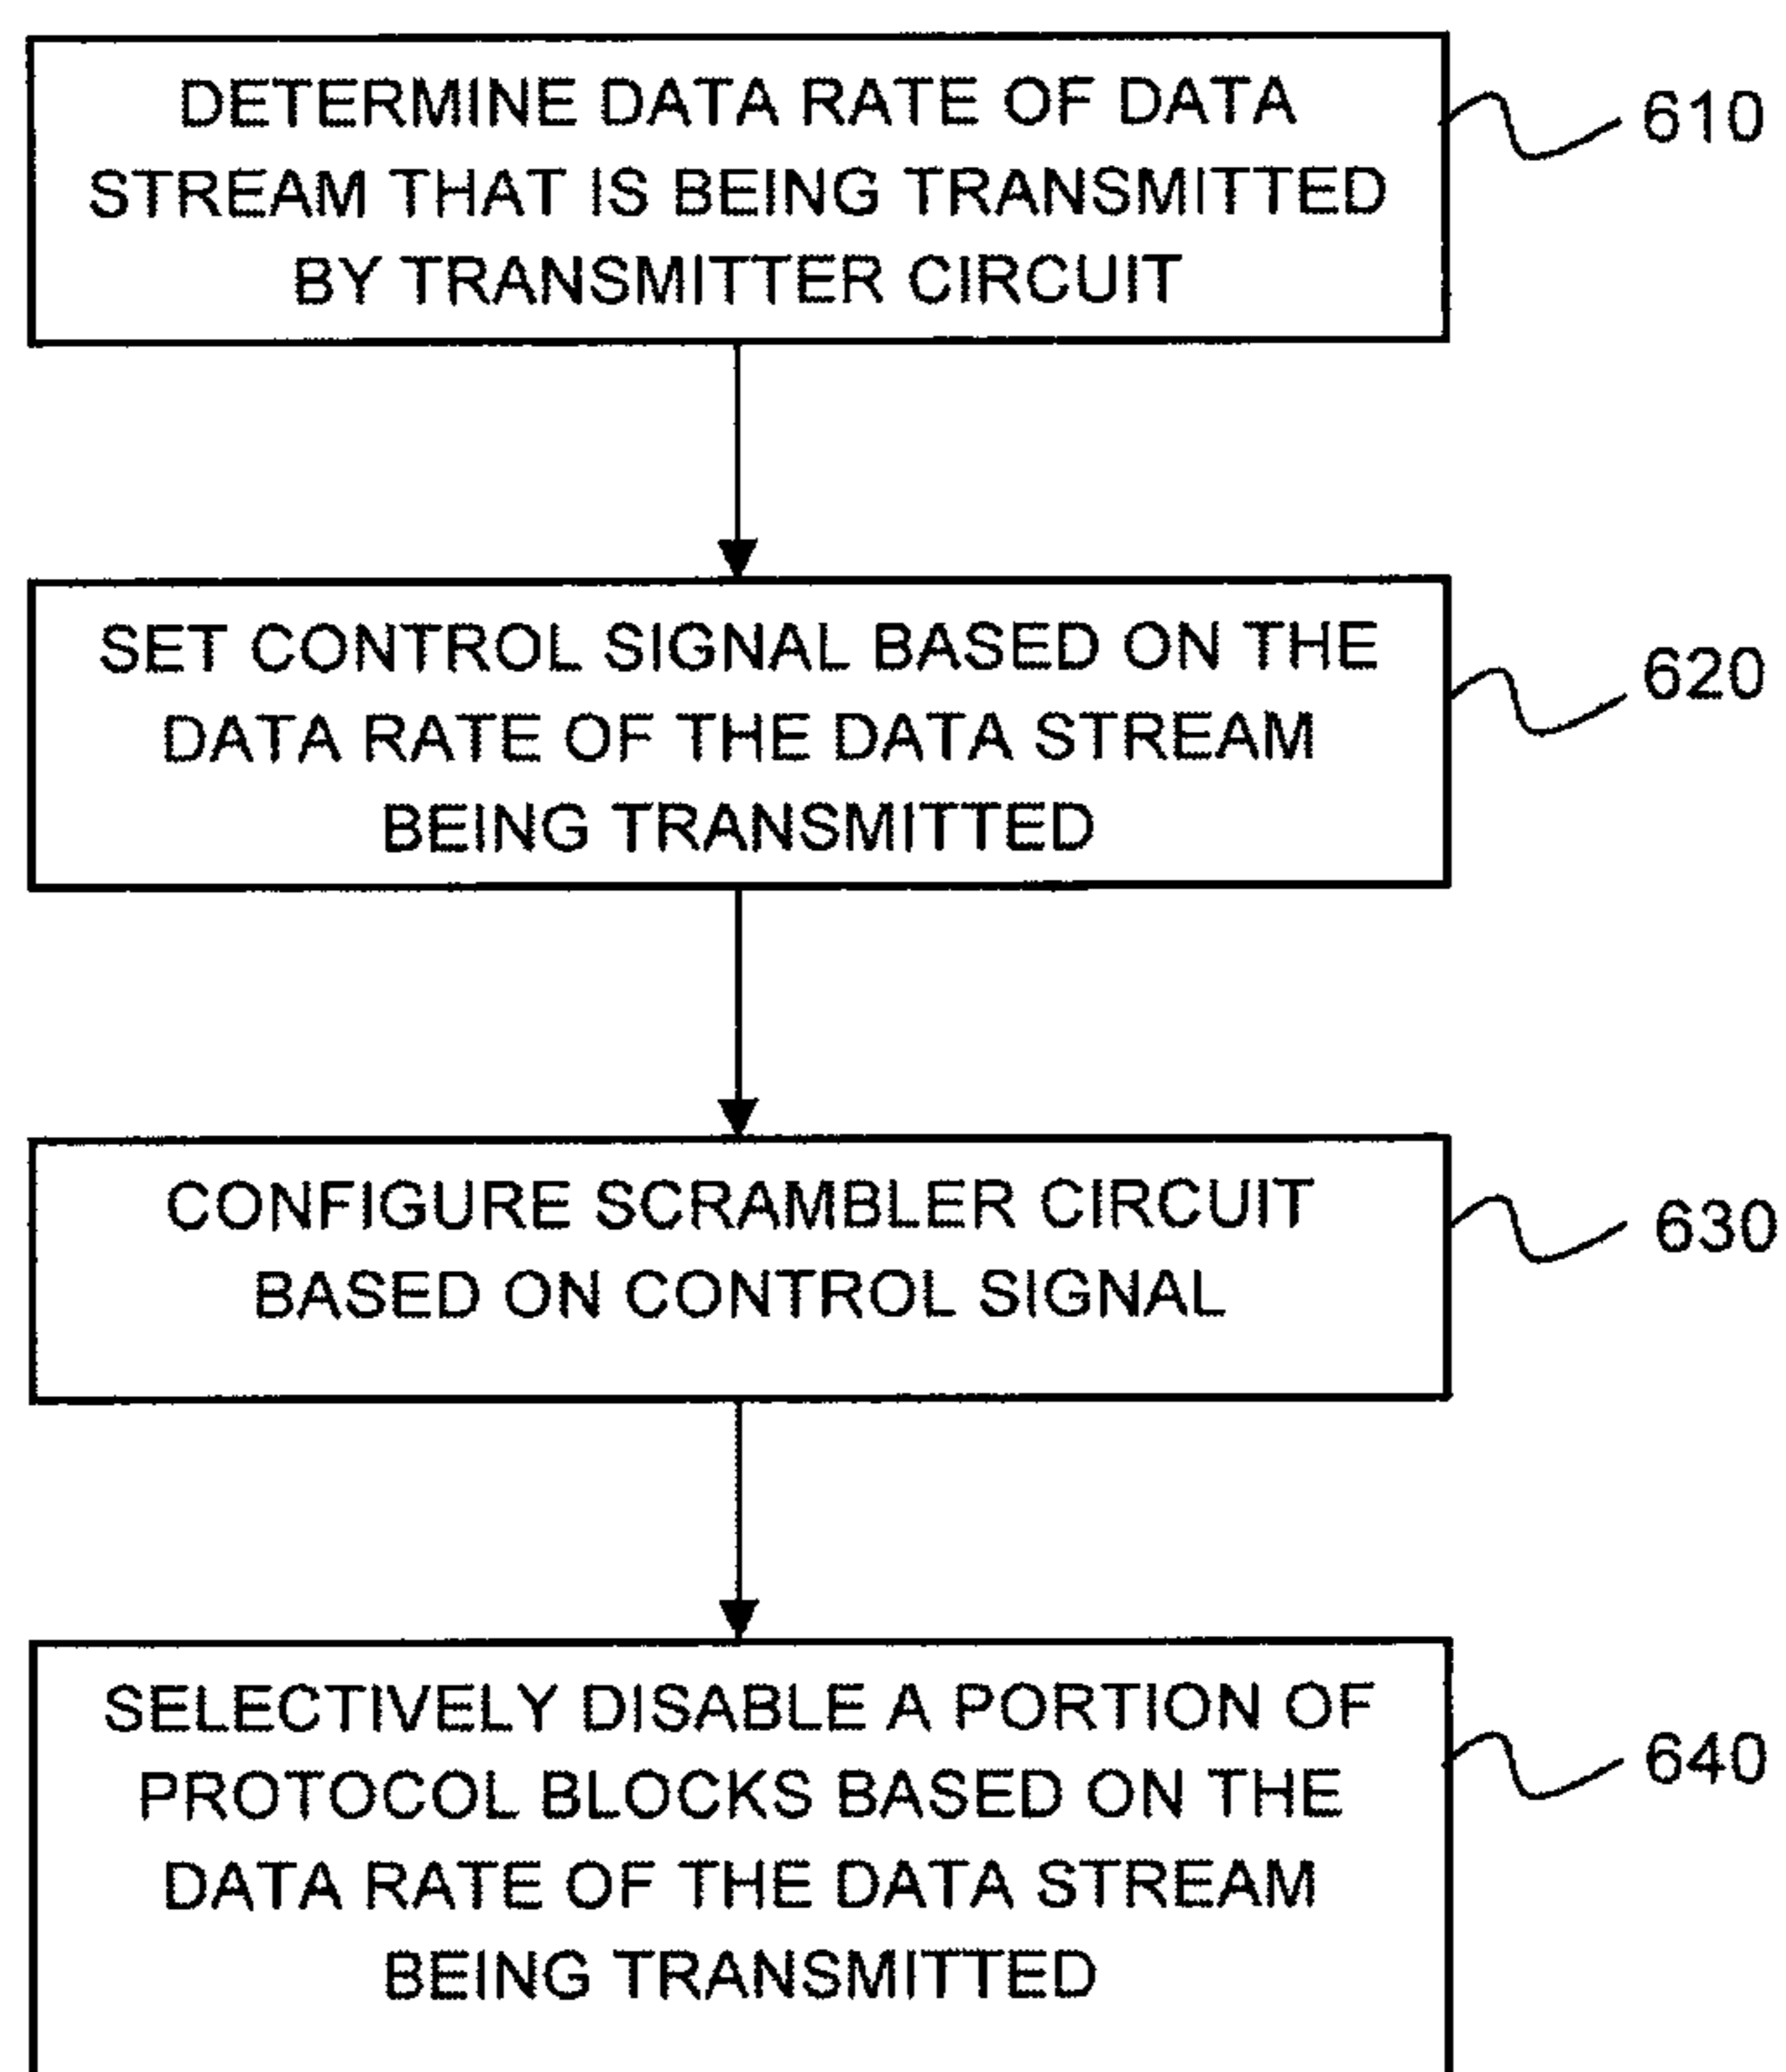 DETERMINE DATA RATE OF DATA
STREAM THAT IS BEING TRANSMITTED
BY TRANSMITTER CIRCUIT
610
SET CONTROL SIGNAL BASED ON THE
DATA RATE OF THE DATA STREAM
BEING TRANSMITTED
620
CONFIGURE SCRAMBLER CIRCUIT
BASED ON CONTROL SIGNAL
630
SELECTIVELY DISABLE A PORTION OF
PROTOCOL BLOCKS BASED ON THE
DATA RATE OF THE DATA STREAM
BEING TRANSMITTED
640